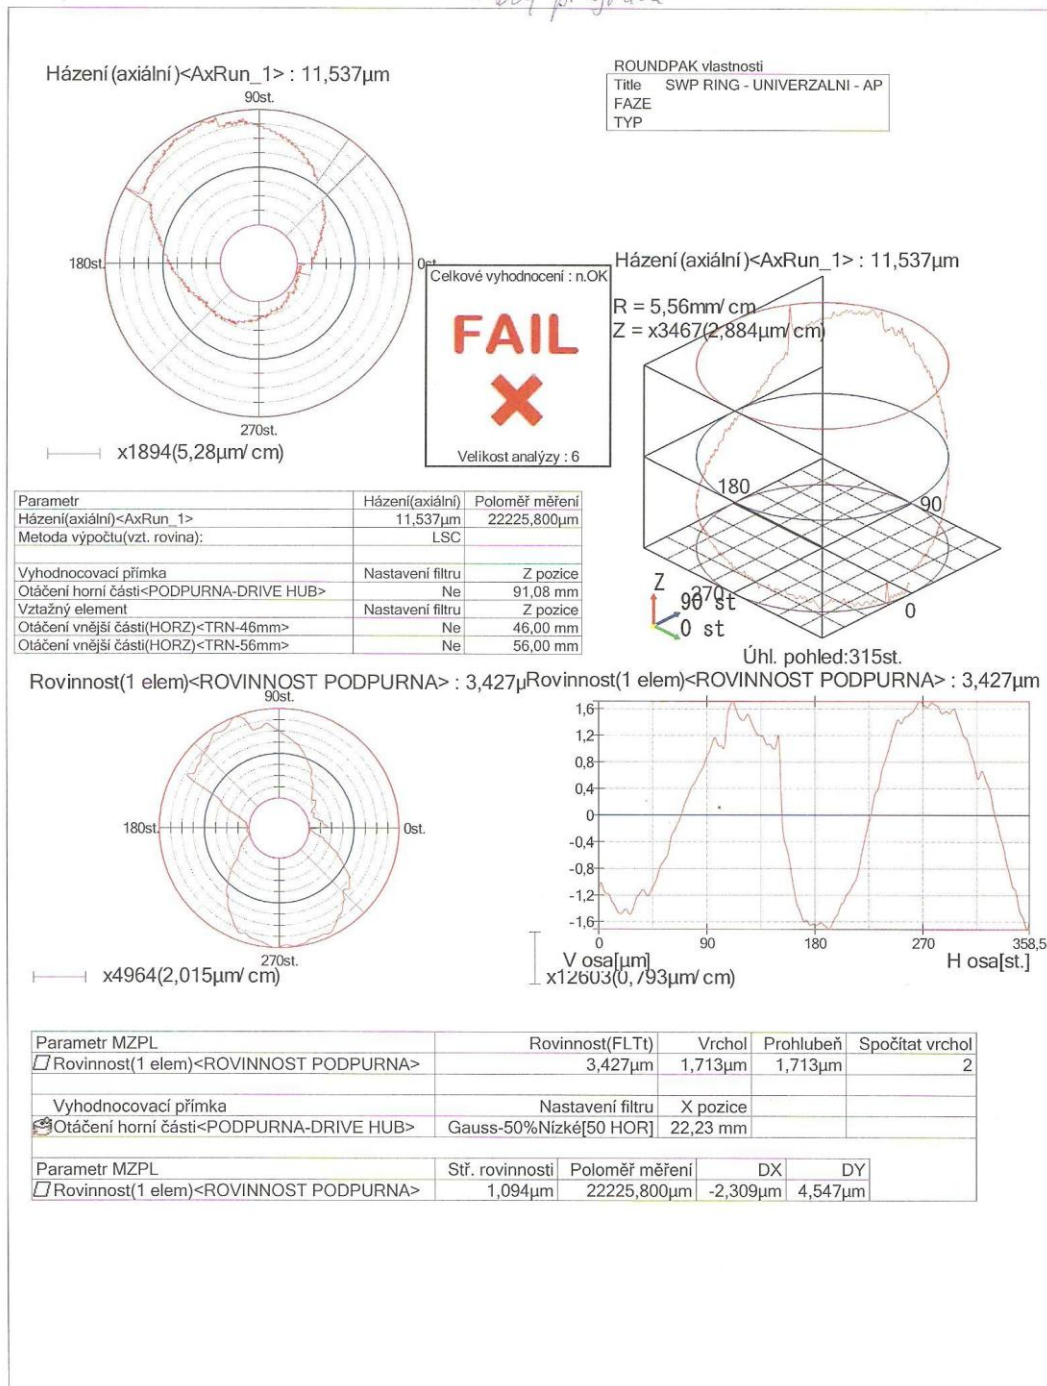 Házení(axiální)<AxRun_1> : 11,537µm
90st.
180st.
0st.
270st.
x1894(5,28µm/cm)
ROUNDPAK vlastnosti
Title SWP RING - UNIVERZALNI - AP
FAZE
TYP
Celkové vyhodnocení : n.OK
FAIL
Velikost analýzy : 6
Házení(axiální)<AxRun_1> : 11,537µm
R = 5,56mm/cm
Z = x3467(2,884µm/cm)
180
90
270
0
Z
90 st
0 st
Úhl. pohled:315st.
Parametr Házení(axiální) Poloměr měření
Házení(axiální)<AxRun_1> 11,537µm 22225,800µm
Metoda výpočtu(vzt. rovina): LSC
Vyhodnocovací přímka Nastavení filtru Z pozice
Otáčení horní části<PODPURNA-DRIVE HUB> Ne 91,08 mm
Vztažný element Nastavení filtru Z pozice
Otáčení vnější části(HORZ)<TRN-46mm> Ne 46,00 mm
Otáčení vnější části(HORZ)<TRN-56mm> Ne 56,00 mm
Rovinnost(1 elem)<ROVINNOST PODPURNA> : 3,427µ
90st.
180st.
0st.
270st.
x4964(2,015µm/cm)
Rovinnost(1 elem)<ROVINNOST PODPURNA> : 3,427µm
1,6
1,2
0,8
0,4
0
-0,4
-0,8
-1,2
-1,6
0 90 180 270 358,5
V osa[µm] H osa[st.]
x12603(0,793µm/cm)
Parametr MZPL Rovinnost(FLTt) Vrchol Prohlubeň Spočítat vrchol
Rovinnost(1 elem)<ROVINNOST PODPURNA> 3,427µm 1,713µm 1,713µm 2
Vyhodnocovací přímka Nastavení filtru X pozice
Otáčení horní části<PODPURNA-DRIVE HUB> Gauss-50%Nízké[50 HOR] 22,23 mm
Parametr MZPL Stř. rovinnosti Poloměř měření DX DY
Rovinnost(1 elem)<ROVINNOST PODPURNA> 1,094µm 22225,800µm -2,309µm 4,547µm